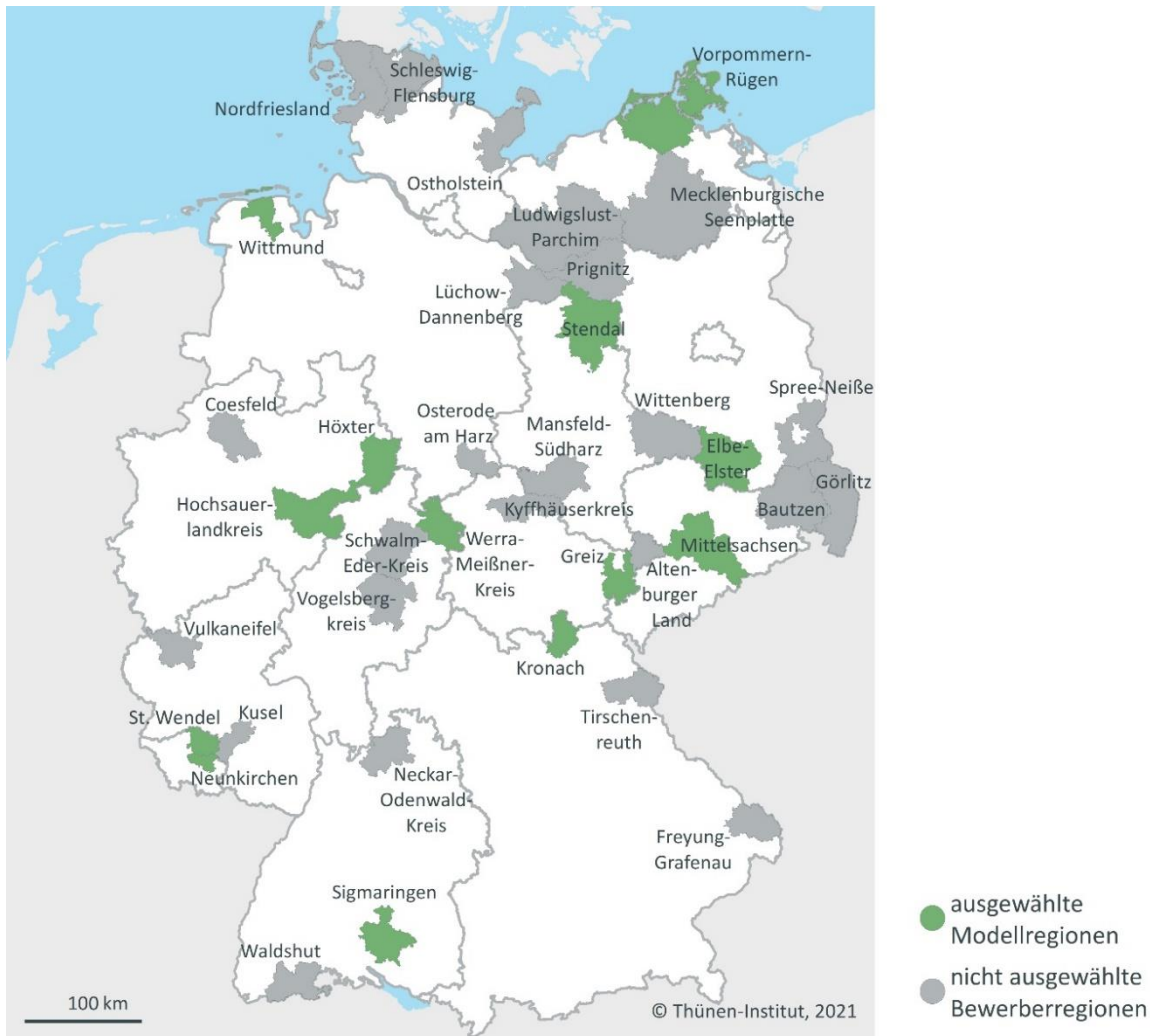 Vorpommern-
Rügen
Schleswig-
Flensburg
Nordfriesland
Ostholstein
Mecklenburgische
Seenplatte
Ludwigslust-
Parchim
Prignitz
Wittmund
Lüchow-
Dannenberg
Stendal
Spree-Neiße
Coesfeld
Höxter
Osterode
am Harz
Mansfeld-
Südharz
Wittenberg
Elbe-
Elster
Görlitz
Bautzen
Hochsauer-
landkreis
Kyffhäuserkreis
Schwalm-
Eder-Kreis
Werra-
Meißner-
Kreis
Greiz
Mittelsachsen
Alten-
burger
Land
Vogelsberg-
kreis
Vulkaneifel
Kronach
Tirschen-
reuth
St. Wendel
Kusel
Neunkirchen
Neckar-
Odenwald-
Kreis
Freyung-
Grafenau
Sigmaringen
Waldshut
100 km
© Thünen-Institut, 2021
ausgewählte
Modellregionen
nicht ausgewählte
Bewerberregionen